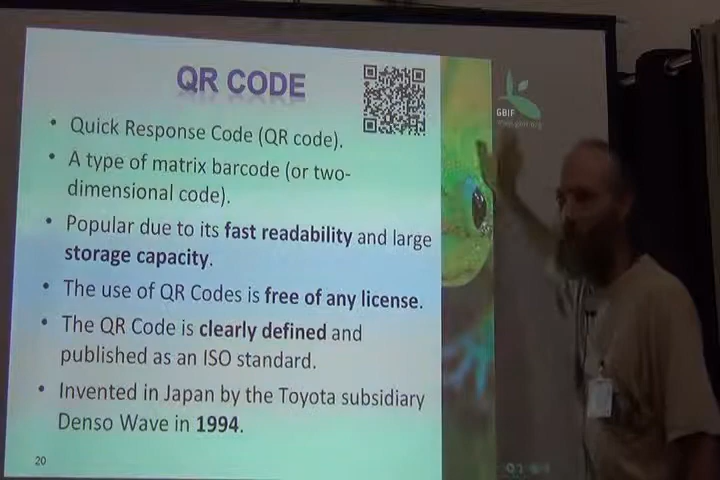 QR CODE
• Quick Response Code (QR code).
• A type of matrix barcode (or two-
dimensional code).
• Popular due to its fast readability and large
storage capacity.
• The use of QR Codes is free of any license.
• The QR Code is clearly defined and
published as an ISO standard.
• Invented in Japan by the Toyota subsidiary
Denso Wave in 1994.
20
GBIF